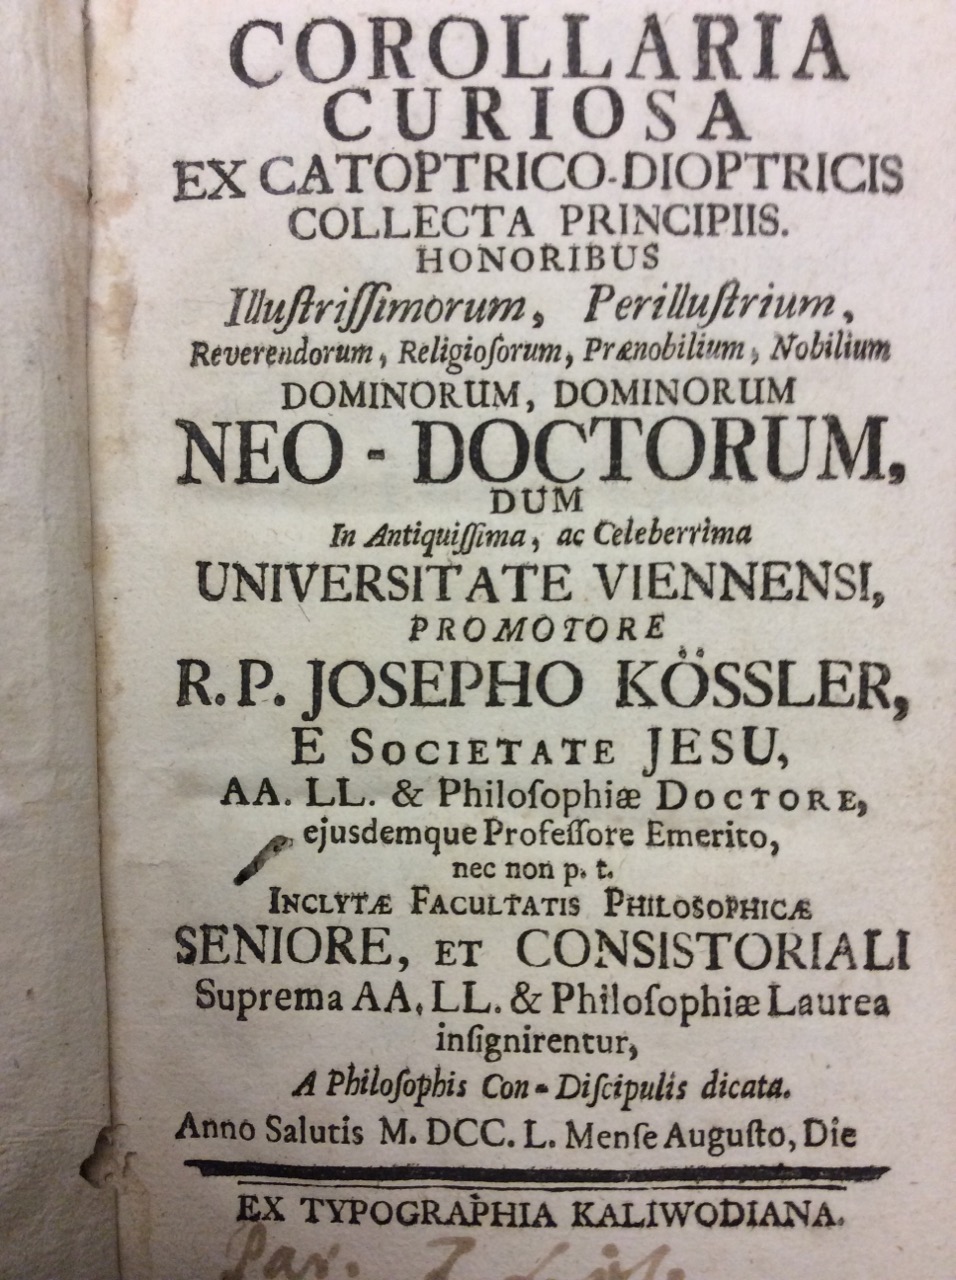 COROLLARIA
CURIOSA
EX CATOPTRICO-DIOPTRICIS
COLLECTA PRINCIPIIS.
HONORIBUS
Illuſtriſſimorum, Perilluſtrium,
Reverendorum, Religioſorum, Prænobilium, Nobilium
DOMINORUM, DOMINORUM
NEO-DOCTORUM,
DUM
In Antiquiſſima, ac Celeberrima
UNIVERSITATE VIENNENSI,
PROMOTORE
R. P. JOSEPHO KÖSSLER,
E SOCIETATE JESU,
AA. LL. & Philoſophiæ DOCTORE,
ejusdemque Profeſſore Emerito,
nec non p. t.
INCLYTÆ FACULTATIS PHILOSOPHICÆ
SENIORE, ET CONSISTORIALI
Suprema AA. LL. & Philoſophiæ Laurea
inſignirentur,
A Philoſophis Con-Diſcipulis dicata.
Anno Salutis M. DCC. L. Menſe Auguſto, Die
EX TYPOGRAPHIA KALIWODIANA.